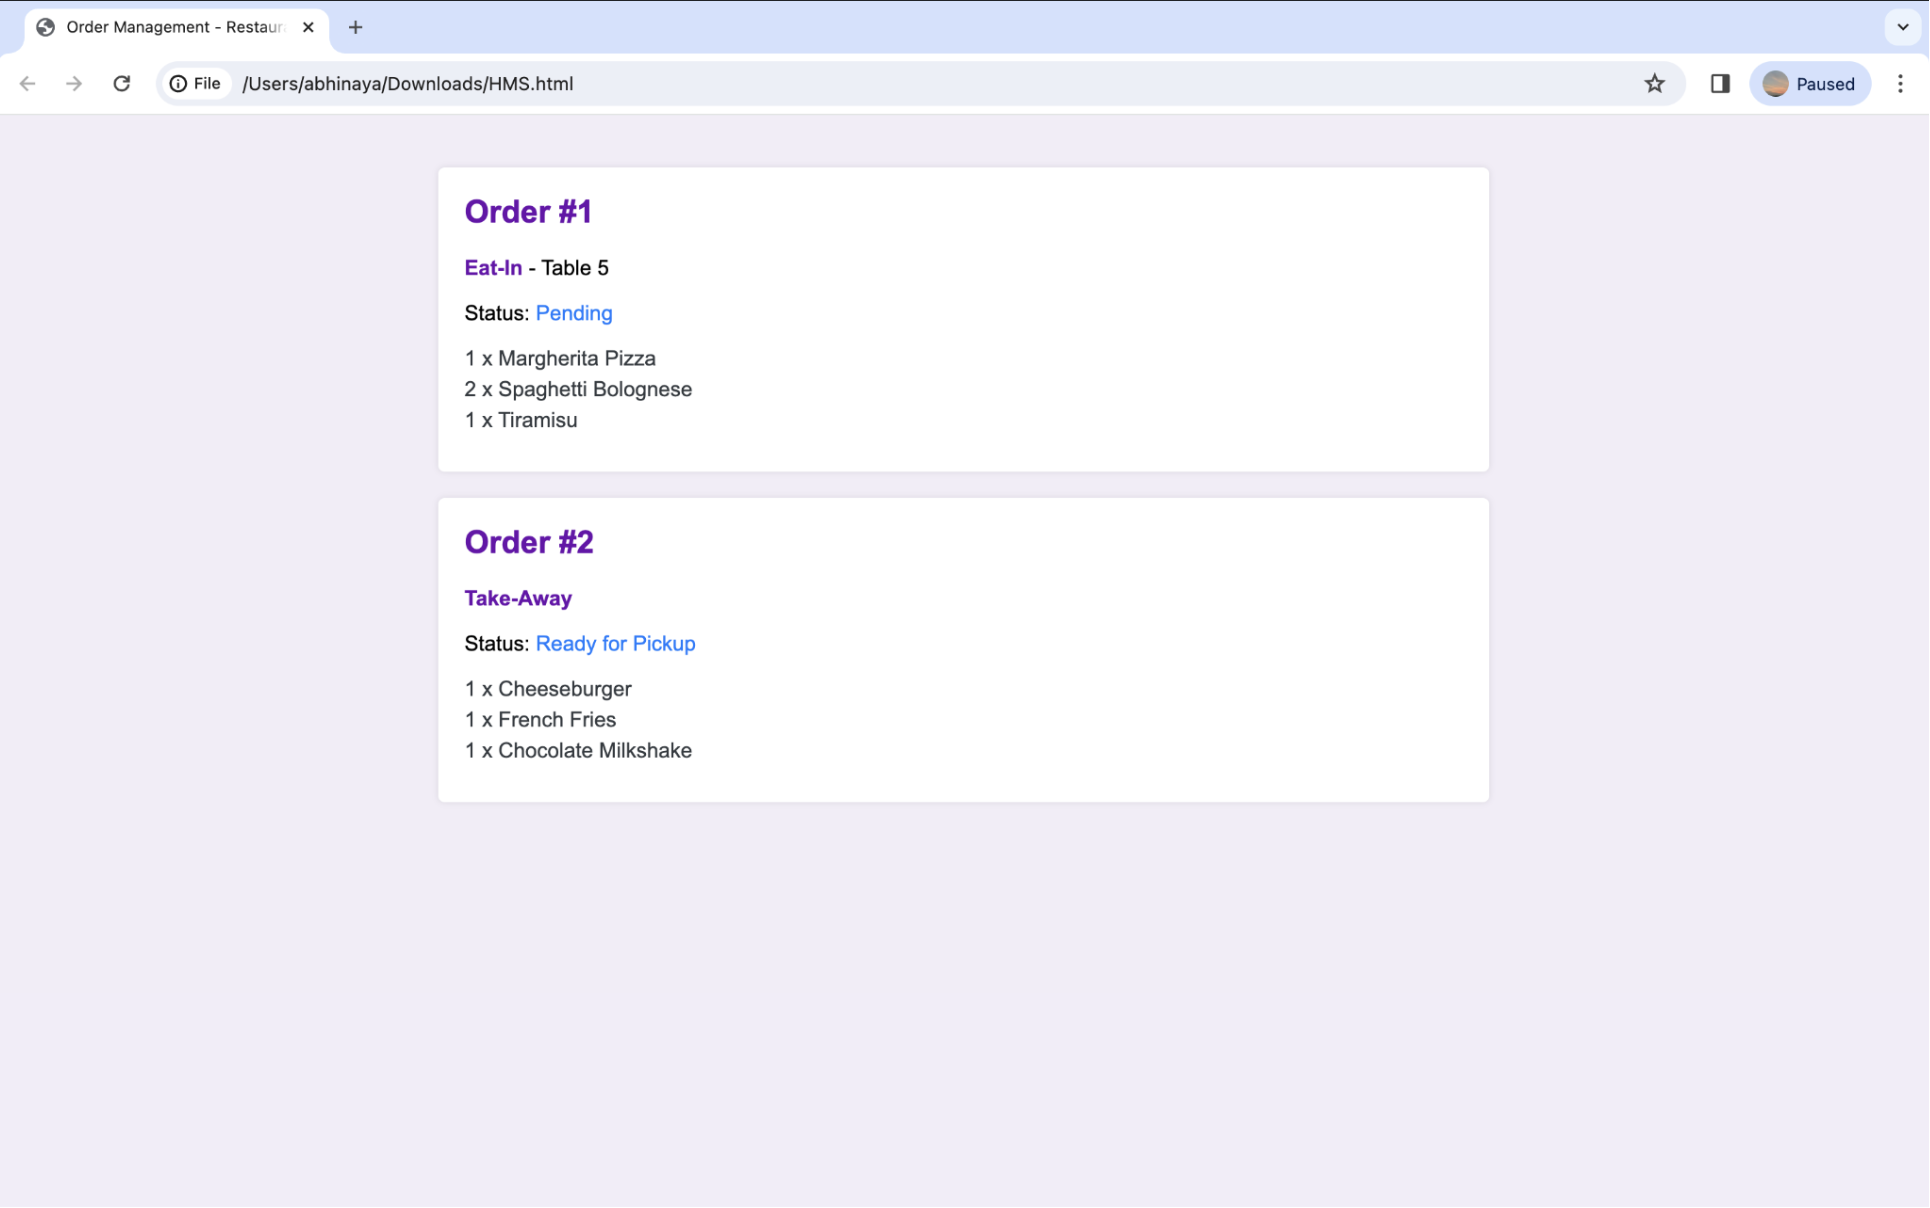 Order Management - Restaur
File /Users/abhinaya/Downloads/HMS.html
Paused
Order #1
Eat-In - Table 5
Status: Pending
1 x Margherita Pizza
2 x Spaghetti Bolognese
1 x Tiramisu
Order #2
Take-Away
Status: Ready for Pickup
1 x Cheeseburger
1 x French Fries
1 x Chocolate Milkshake